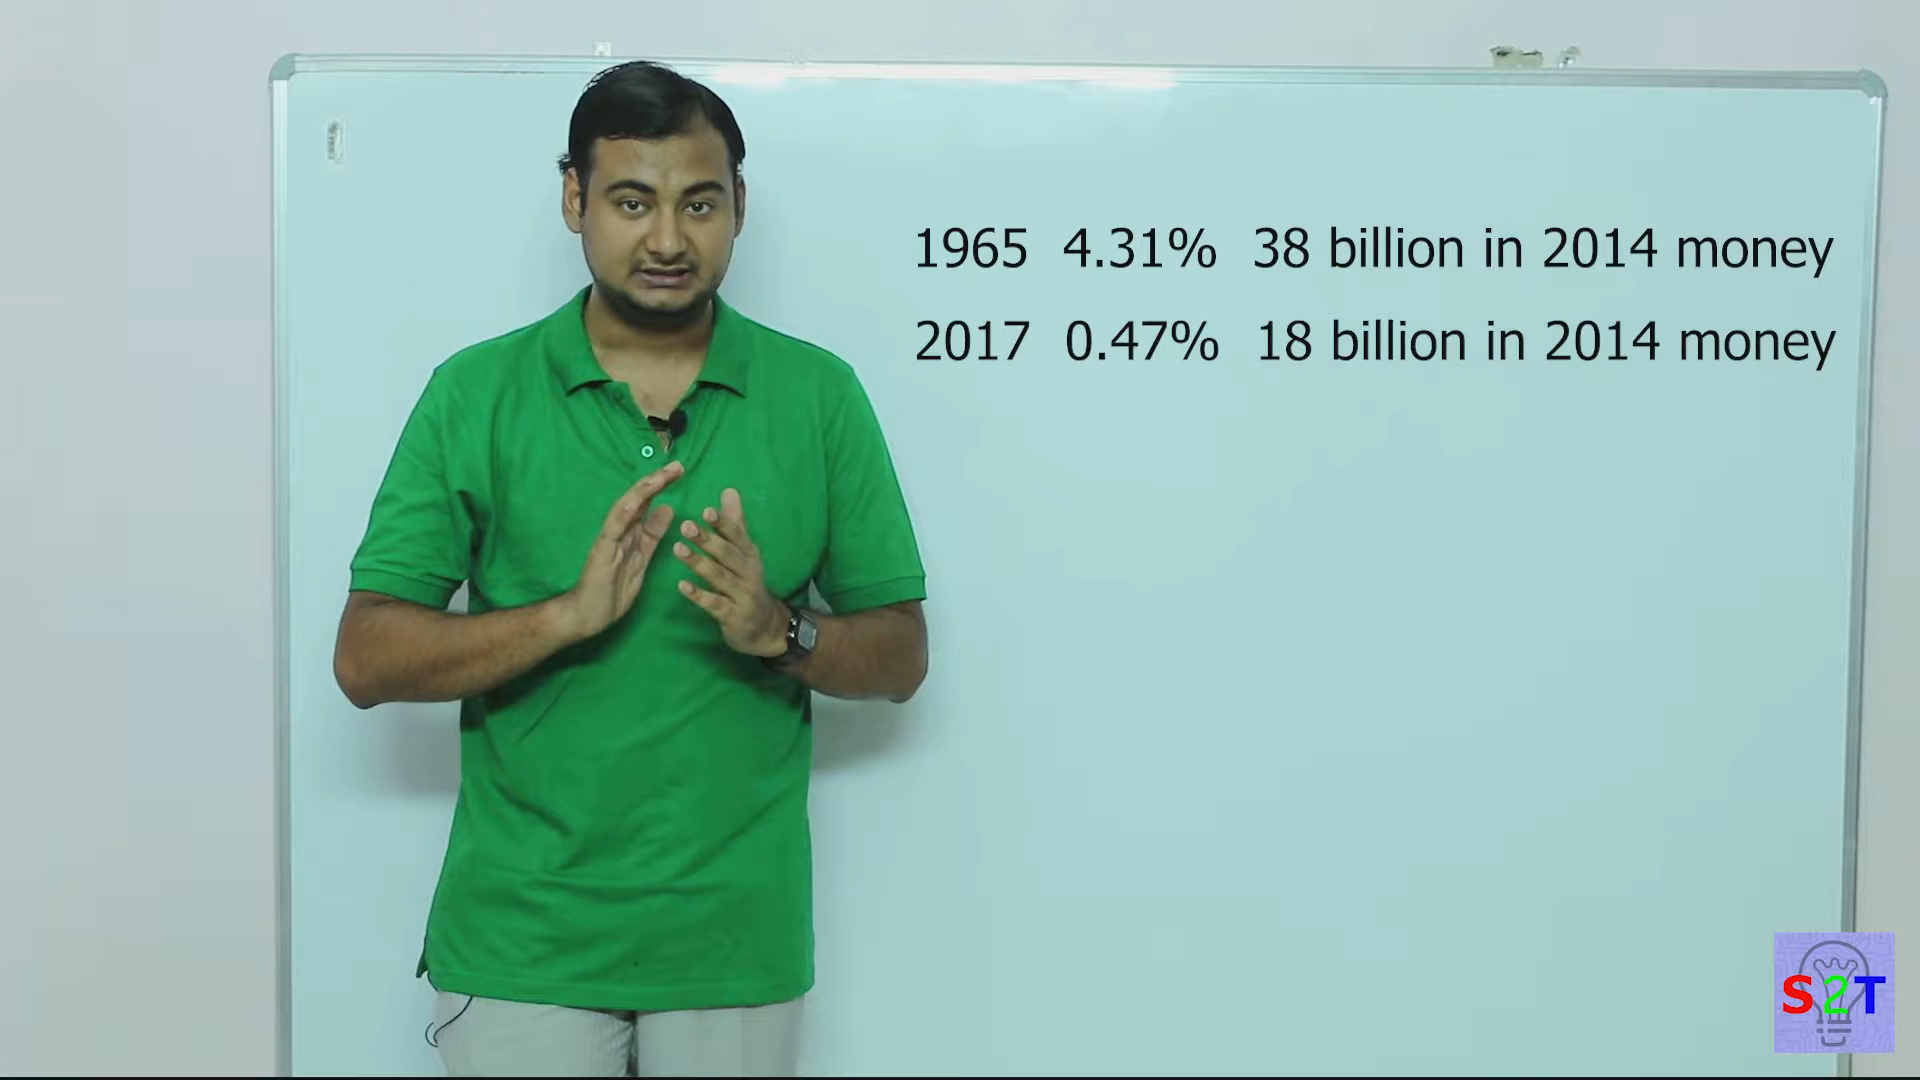 1965 4.31% 38 billion in 2014 money
2017 0.47% 18 billion in 2014 money
S2T